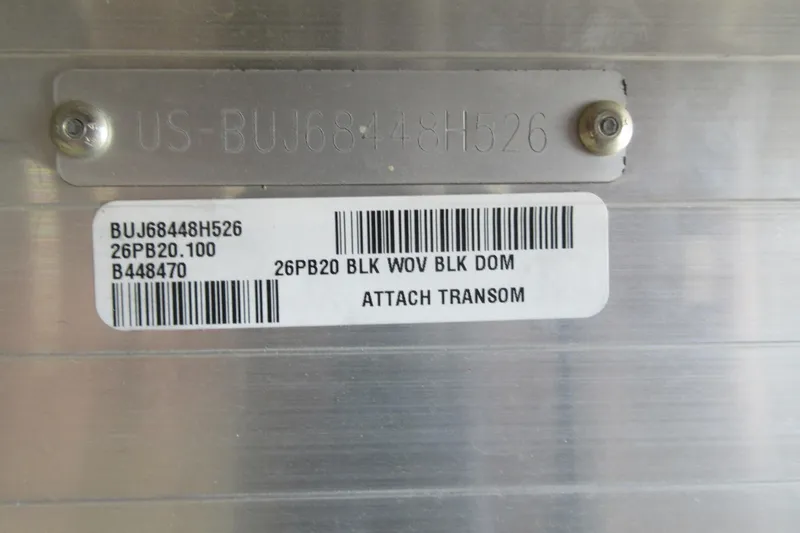 US-BUJ68448H526
BUJ68448H526
26PB20.100
B448470
26PB20 BLK WOV BLK DOM
ATTACH TRANSOM